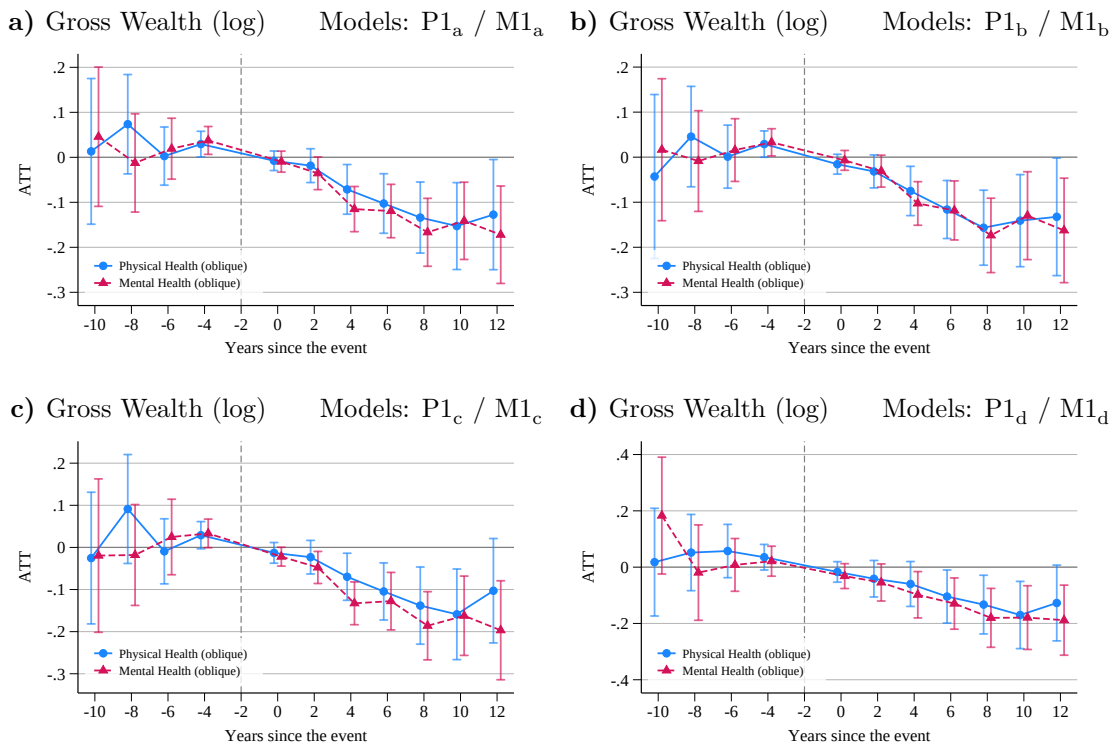 a) Gross Wealth (log) Models: P1a / M1a
.2
.1
0
-.1
-.2
-.3
ATT
Physical Health (oblique)
Mental Health (oblique)
-10 -8 -6 -4 -2 0 2 4 6 8 10 12
Years since the event
b) Gross Wealth (log) Models: P1b / M1b
.2
.1
0
-.1
-.2
-.3
ATT
Physical Health (oblique)
Mental Health (oblique)
-10 -8 -6 -4 -2 0 2 4 6 8 10 12
Years since the event
c) Gross Wealth (log) Models: P1c / M1c
.2
.1
0
-.1
-.2
-.3
ATT
Physical Health (oblique)
Mental Health (oblique)
-10 -8 -6 -4 -2 0 2 4 6 8 10 12
Years since the event
d) Gross Wealth (log) Models: P1d / M1d
.4
.2
0
-.2
-.4
ATT
Physical Health (oblique)
Mental Health (oblique)
-10 -8 -6 -4 -2 0 2 4 6 8 10 12
Years since the event